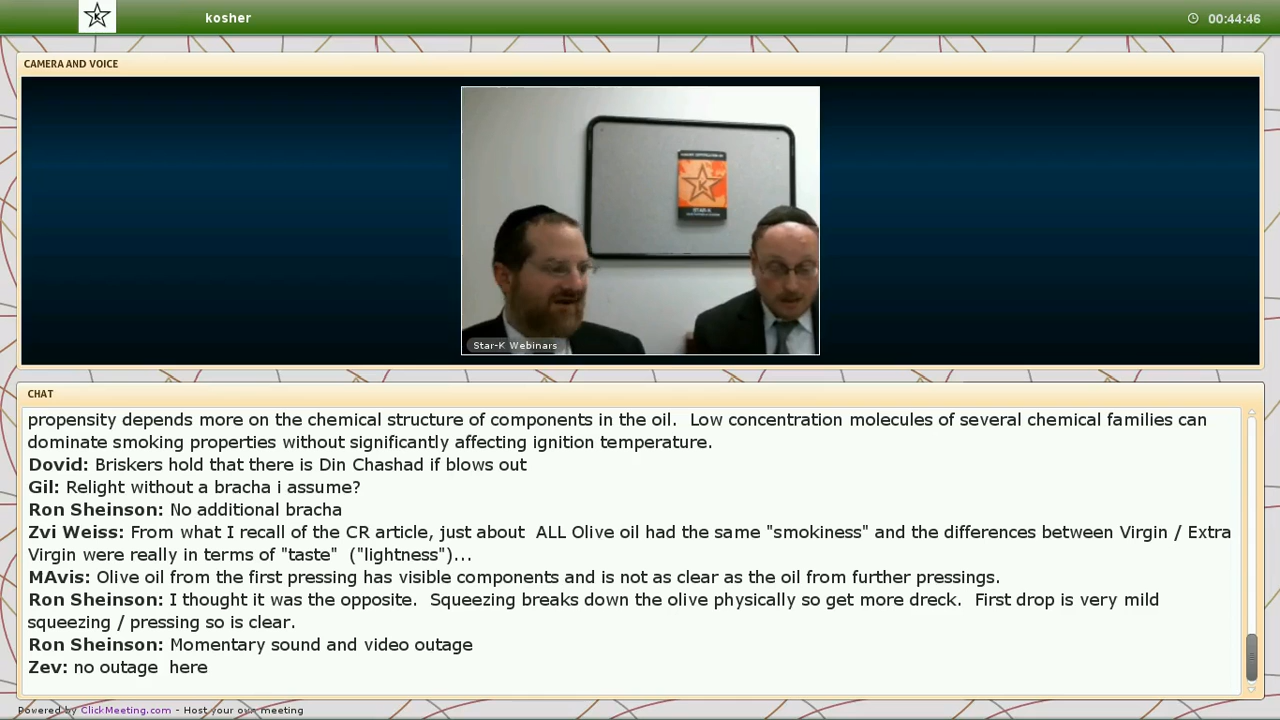 K
kosher
00:44:46
CAMERA AND VOICE
K
STAR-K
Star-K Webinars
CHAT
propensity depends more on the chemical structure of components in the oil. Low concentration molecules of several chemical families can
dominate smoking properties without significantly affecting ignition temperature.
Dovid: Briskers hold that there is Din Chashad if blows out
Gil: Relight without a bracha i assume?
Ron Sheinson: No additional bracha
Zvi Weiss: From what I recall of the CR article, just about ALL Olive oil had the same "smokiness" and the differences between Virgin / Extra
Virgin were really in terms of "taste" ("lightness")...
MAvis: Olive oil from the first pressing has visible components and is not as clear as the oil from further pressings.
Ron Sheinson: I thought it was the opposite. Squeezing breaks down the olive physically so get more dreck. First drop is very mild
squeezing / pressing so is clear.
Ron Sheinson: Momentary sound and video outage
Zev: no outage here
Powered by ClickMeeting.com - Host your own meeting